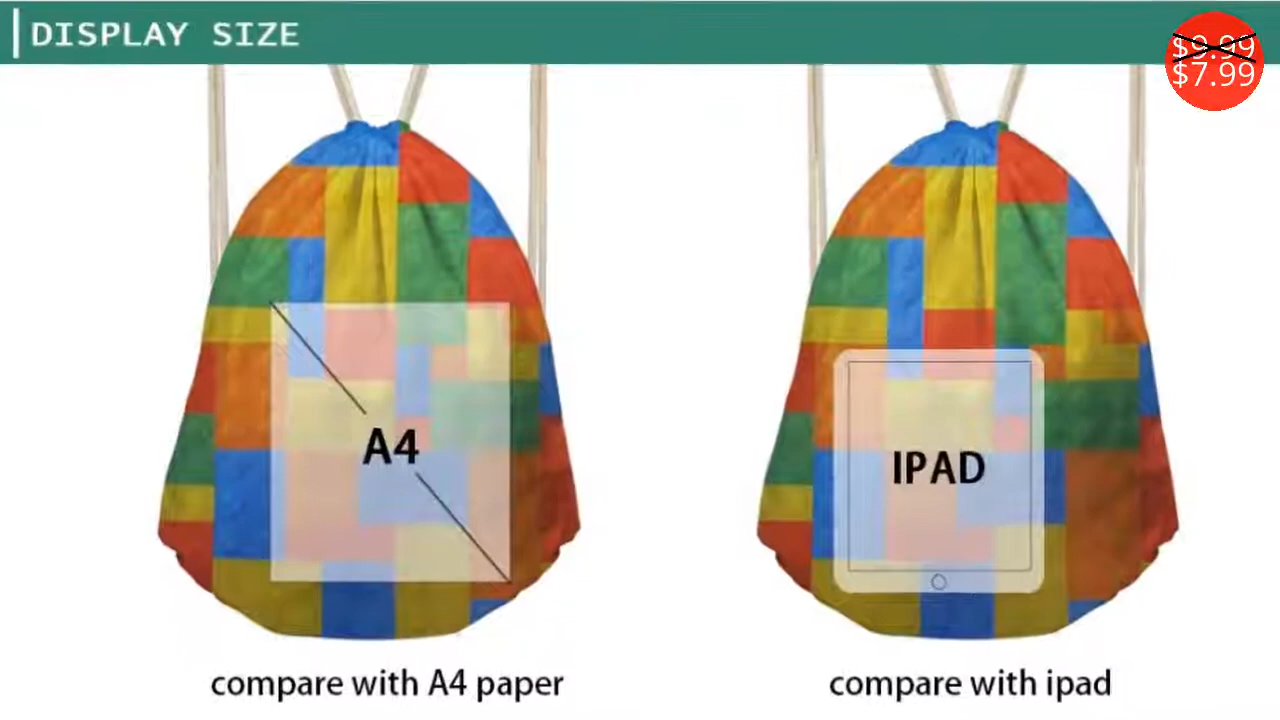 DISPLAY SIZE
$9.99
$7.99
A4
IPAD
compare with A4 paper
compare with ipad